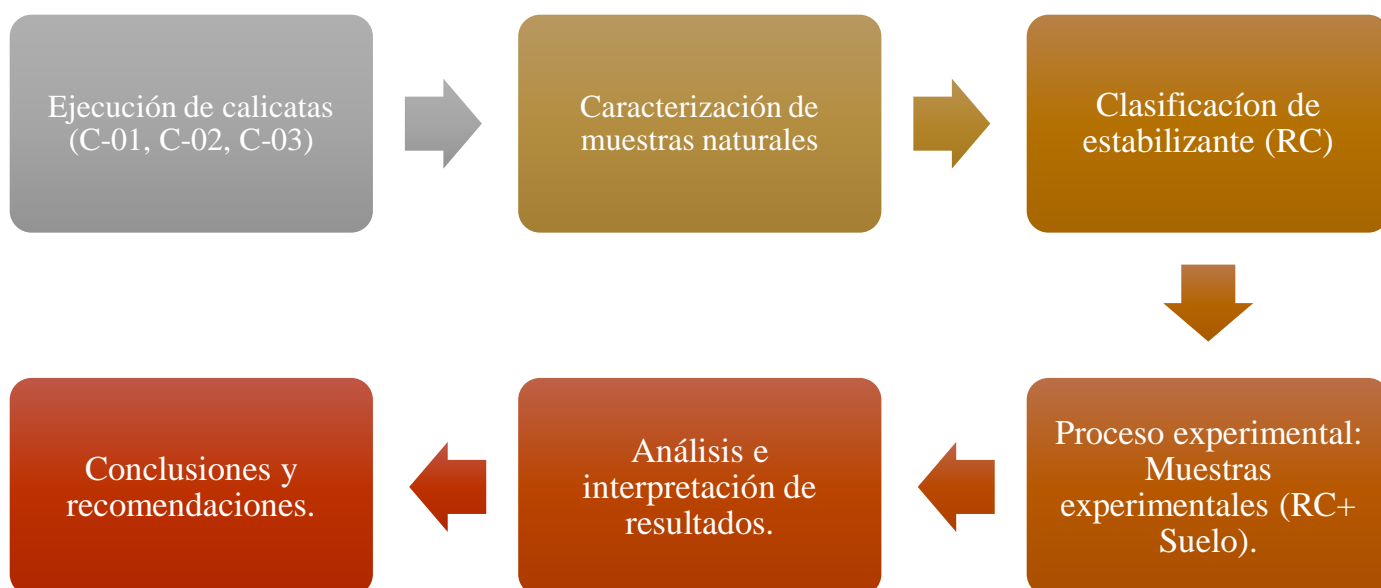 Ejecución de calicatas
(C-01, C-02, C-03)
Caracterización de
muestras naturales
Clasificacíon de
estabilizante (RC)
Proceso experimental:
Muestras
experimentales (RC+
Suelo).
Análisis e
interpretación de
resultados.
Conclusiones y
recomendaciones.